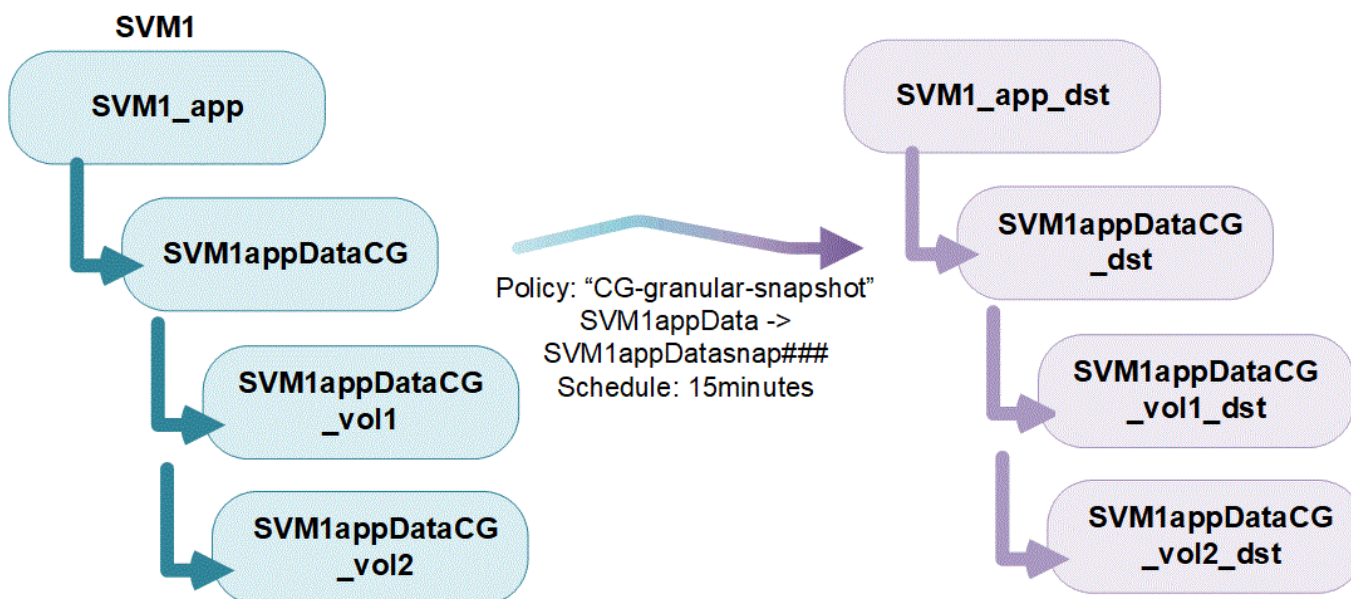 SVM1
SVM1_app
SVM1appDataCG
SVM1appDataCG
_vol1
SVM1appDataCG
_vol2
Policy: “CG-granular-snapshot”
SVM1appData ->
SVM1appDatasnap###
Schedule: 15minutes
SVM1_app_dst
SVM1appDataCG
_dst
SVM1appDataCG
_vol1_dst
SVM1appDataCG
_vol2_dst